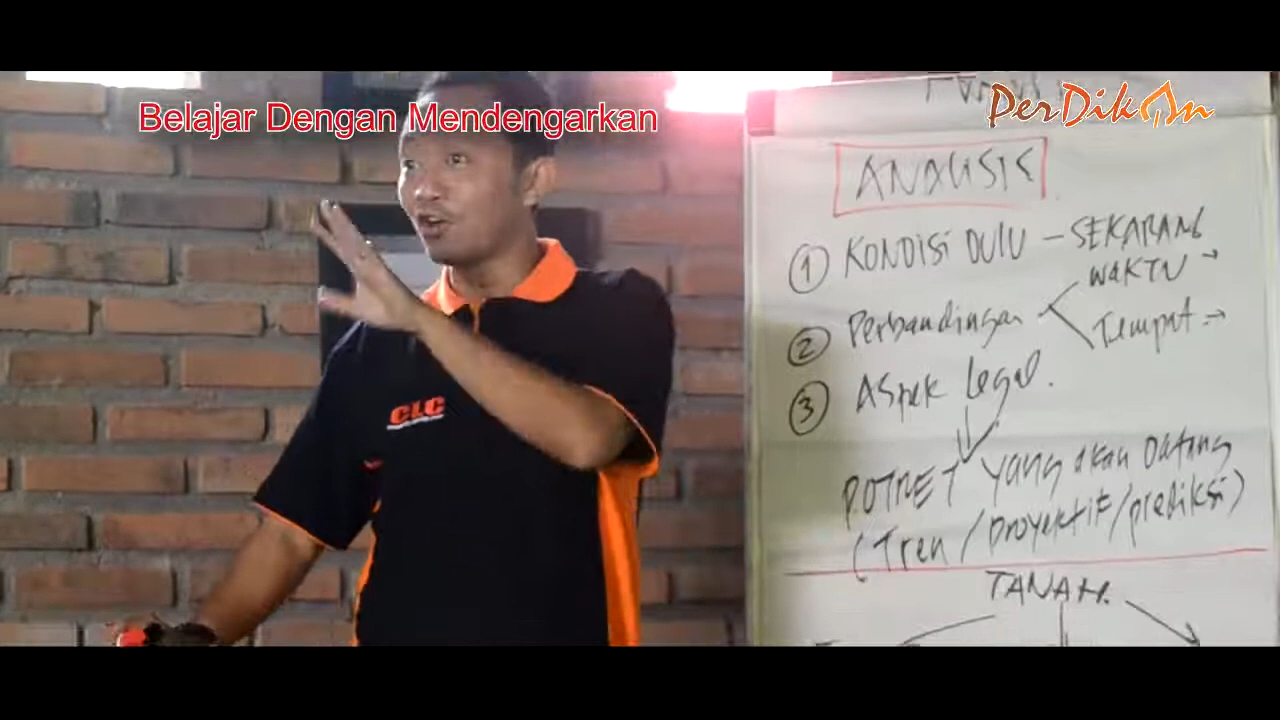 Belajar Dengan Mendengarkan
PerDikAn
CLC
ANALISIS
1 KONDISI DULU - SEKARANG
WAKTU
2 Perbandingan
Tempat
3 Aspek Legal.
POTRET yang akan Datang
(Tren / proyektif / prediksi)
TANAH.